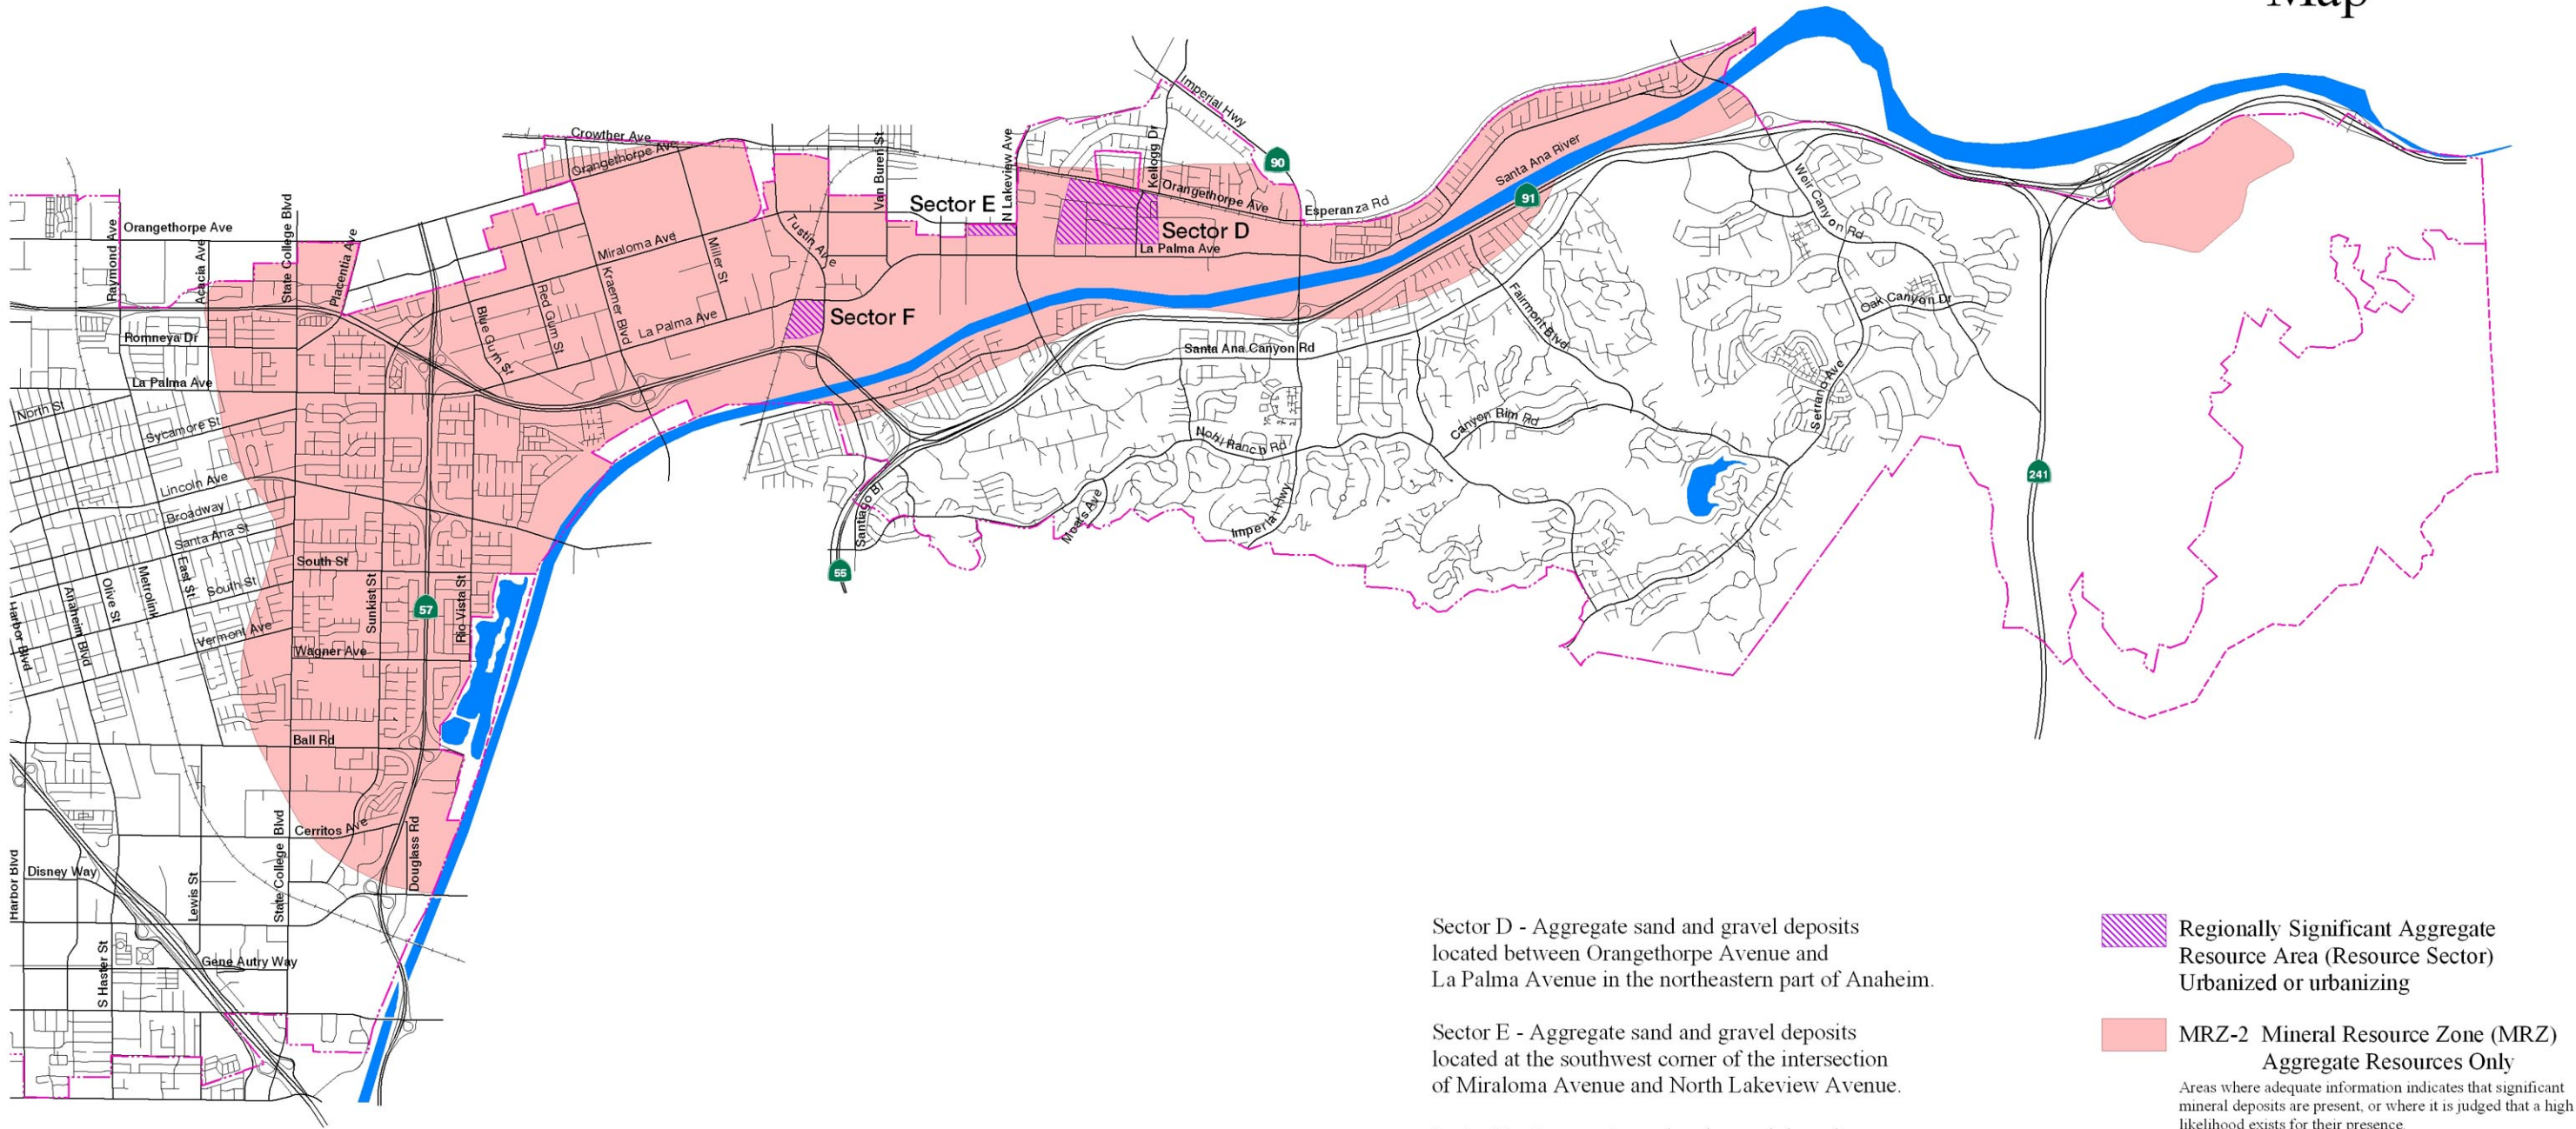 Map
Imperial Hwy
Crowther Ave
Orangethorpe Ave
Van Buren St
N Lakeview Ave
Kellogg Dr
90
Santa Ana River
Orangethorpe Ave
Esperanza Rd
91
Weir Canyon Rd
Sector E
Sector D
La Palma Ave
Raymond Ave
Orangethorpe Ave
Acacia Ave
State College Blvd
Placentia Ave
Miraloma Ave
Miller St
Tustin Ave
Kraemer Blvd
Red Gum St
Blue Gum St
La Palma Ave
Sector F
Fairmont Blvd
Oak Canyon Dr
Romneya Dr
Santa Ana Canyon Rd
La Palma Ave
North St
Sycamore St
Serrano Ave
Canyon Rim Rd
Nohl Ranch Rd
241
Lincoln Ave
Broadway
Santa Ana St
Santiago Bl
Mohler Ave
Imperial Hwy
South St
55
East St
Metrolink
Olive St
South St
Anaheim Blvd
Harbor Blvd
Sunkist St
57
Rio Vista St
Vermont Ave
Wagner Ave
Ball Rd
Cerritos Ave
Douglass Rd
State College Blvd
Disney Way
Harbor Blvd
Lewis St
S Haster St
Gene Autry Way
Sector D - Aggregate sand and gravel deposits
located between Orangethorpe Avenue and
La Palma Avenue in the northeastern part of Anaheim.
Sector E - Aggregate sand and gravel deposits
located at the southwest corner of the intersection
of Miraloma Avenue and North Lakeview Avenue.
Regionally Significant Aggregate
Resource Area (Resource Sector)
Urbanized or urbanizing
MRZ-2 Mineral Resource Zone (MRZ)
Aggregate Resources Only
Areas where adequate information indicates that significant
mineral deposits are present, or where it is judged that a high
likelihood exists for their presence.